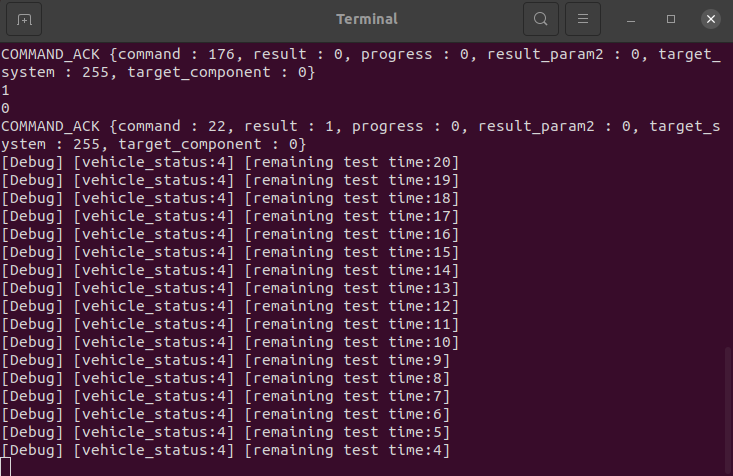 Terminal
COMMAND_ACK {command : 176, result : 0, progress : 0, result_param2 : 0, target_
system : 255, target_component : 0}
1
0
COMMAND_ACK {command : 22, result : 1, progress : 0, result_param2 : 0, target_s
ystem : 255, target_component : 0}
[Debug] [vehicle_status:4] [remaining test time:20]
[Debug] [vehicle_status:4] [remaining test time:19]
[Debug] [vehicle_status:4] [remaining test time:18]
[Debug] [vehicle_status:4] [remaining test time:17]
[Debug] [vehicle_status:4] [remaining test time:16]
[Debug] [vehicle_status:4] [remaining test time:15]
[Debug] [vehicle_status:4] [remaining test time:14]
[Debug] [vehicle_status:4] [remaining test time:13]
[Debug] [vehicle_status:4] [remaining test time:12]
[Debug] [vehicle_status:4] [remaining test time:11]
[Debug] [vehicle_status:4] [remaining test time:10]
[Debug] [vehicle_status:4] [remaining test time:9]
[Debug] [vehicle_status:4] [remaining test time:8]
[Debug] [vehicle_status:4] [remaining test time:7]
[Debug] [vehicle_status:4] [remaining test time:6]
[Debug] [vehicle_status:4] [remaining test time:5]
[Debug] [vehicle_status:4] [remaining test time:4]